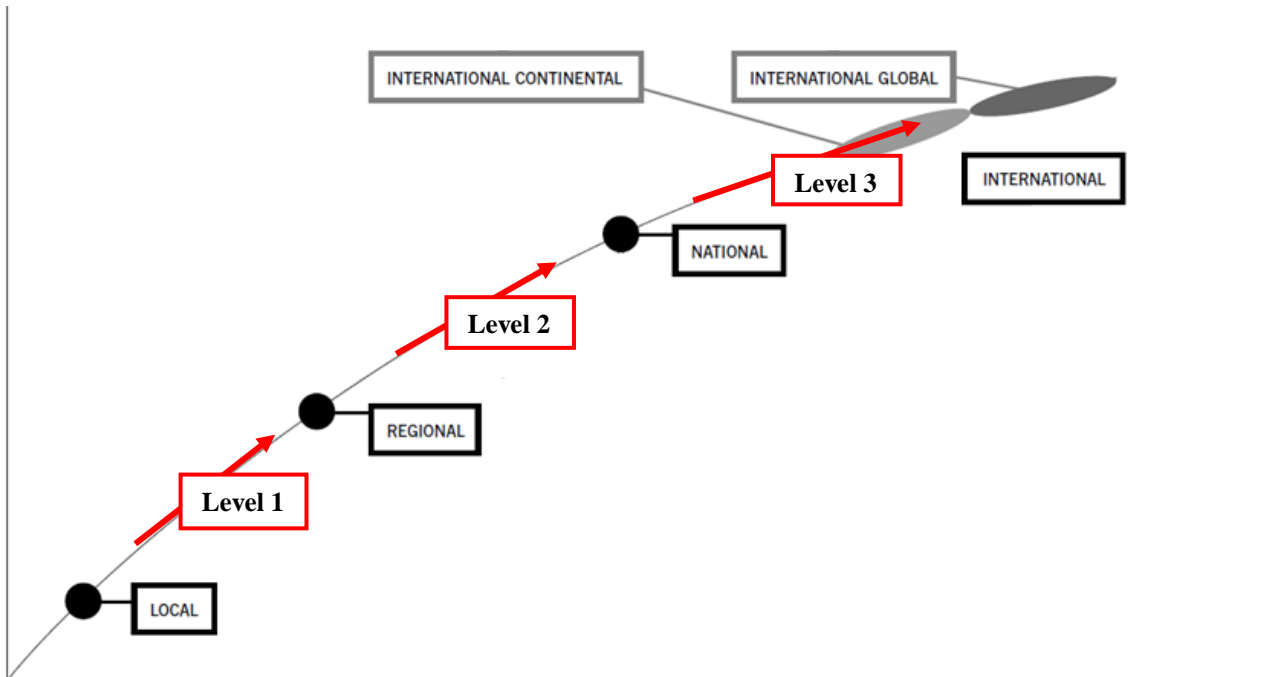 INTERNATIONAL CONTINENTAL
INTERNATIONAL GLOBAL
Level 3
INTERNATIONAL
NATIONAL
Level 2
REGIONAL
Level 1
LOCAL